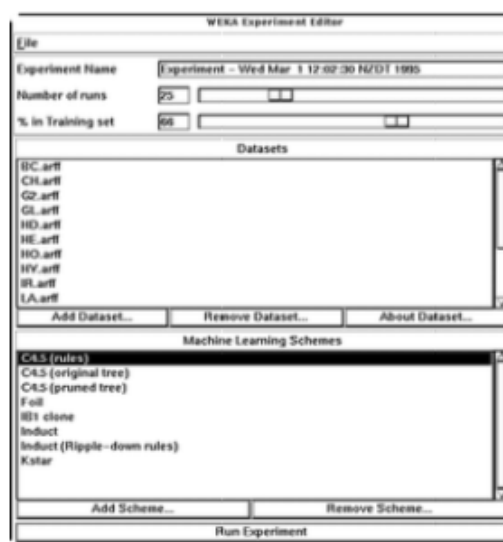 WEKA Experiment Editor
File
Experiment Name Experiment - Wed Mar 1 12:02:30 NZDT 1995
Number of runs 25
% in Training set 66
Datasets
BC.arff
CH.arff
G2.arff
GL.arff
HD.arff
HE.arff
HO.arff
HY.arff
IR.arff
LA.arff
Add Dataset... Remove Dataset... About Dataset...
Machine Learning Schemes
C4.5 (rules)
C4.5 (original tree)
C4.5 (pruned tree)
Foil
IB1 clone
Induct
Induct (Ripple-down rules)
Kstar
Add Scheme... Remove Scheme...
Run Experiment